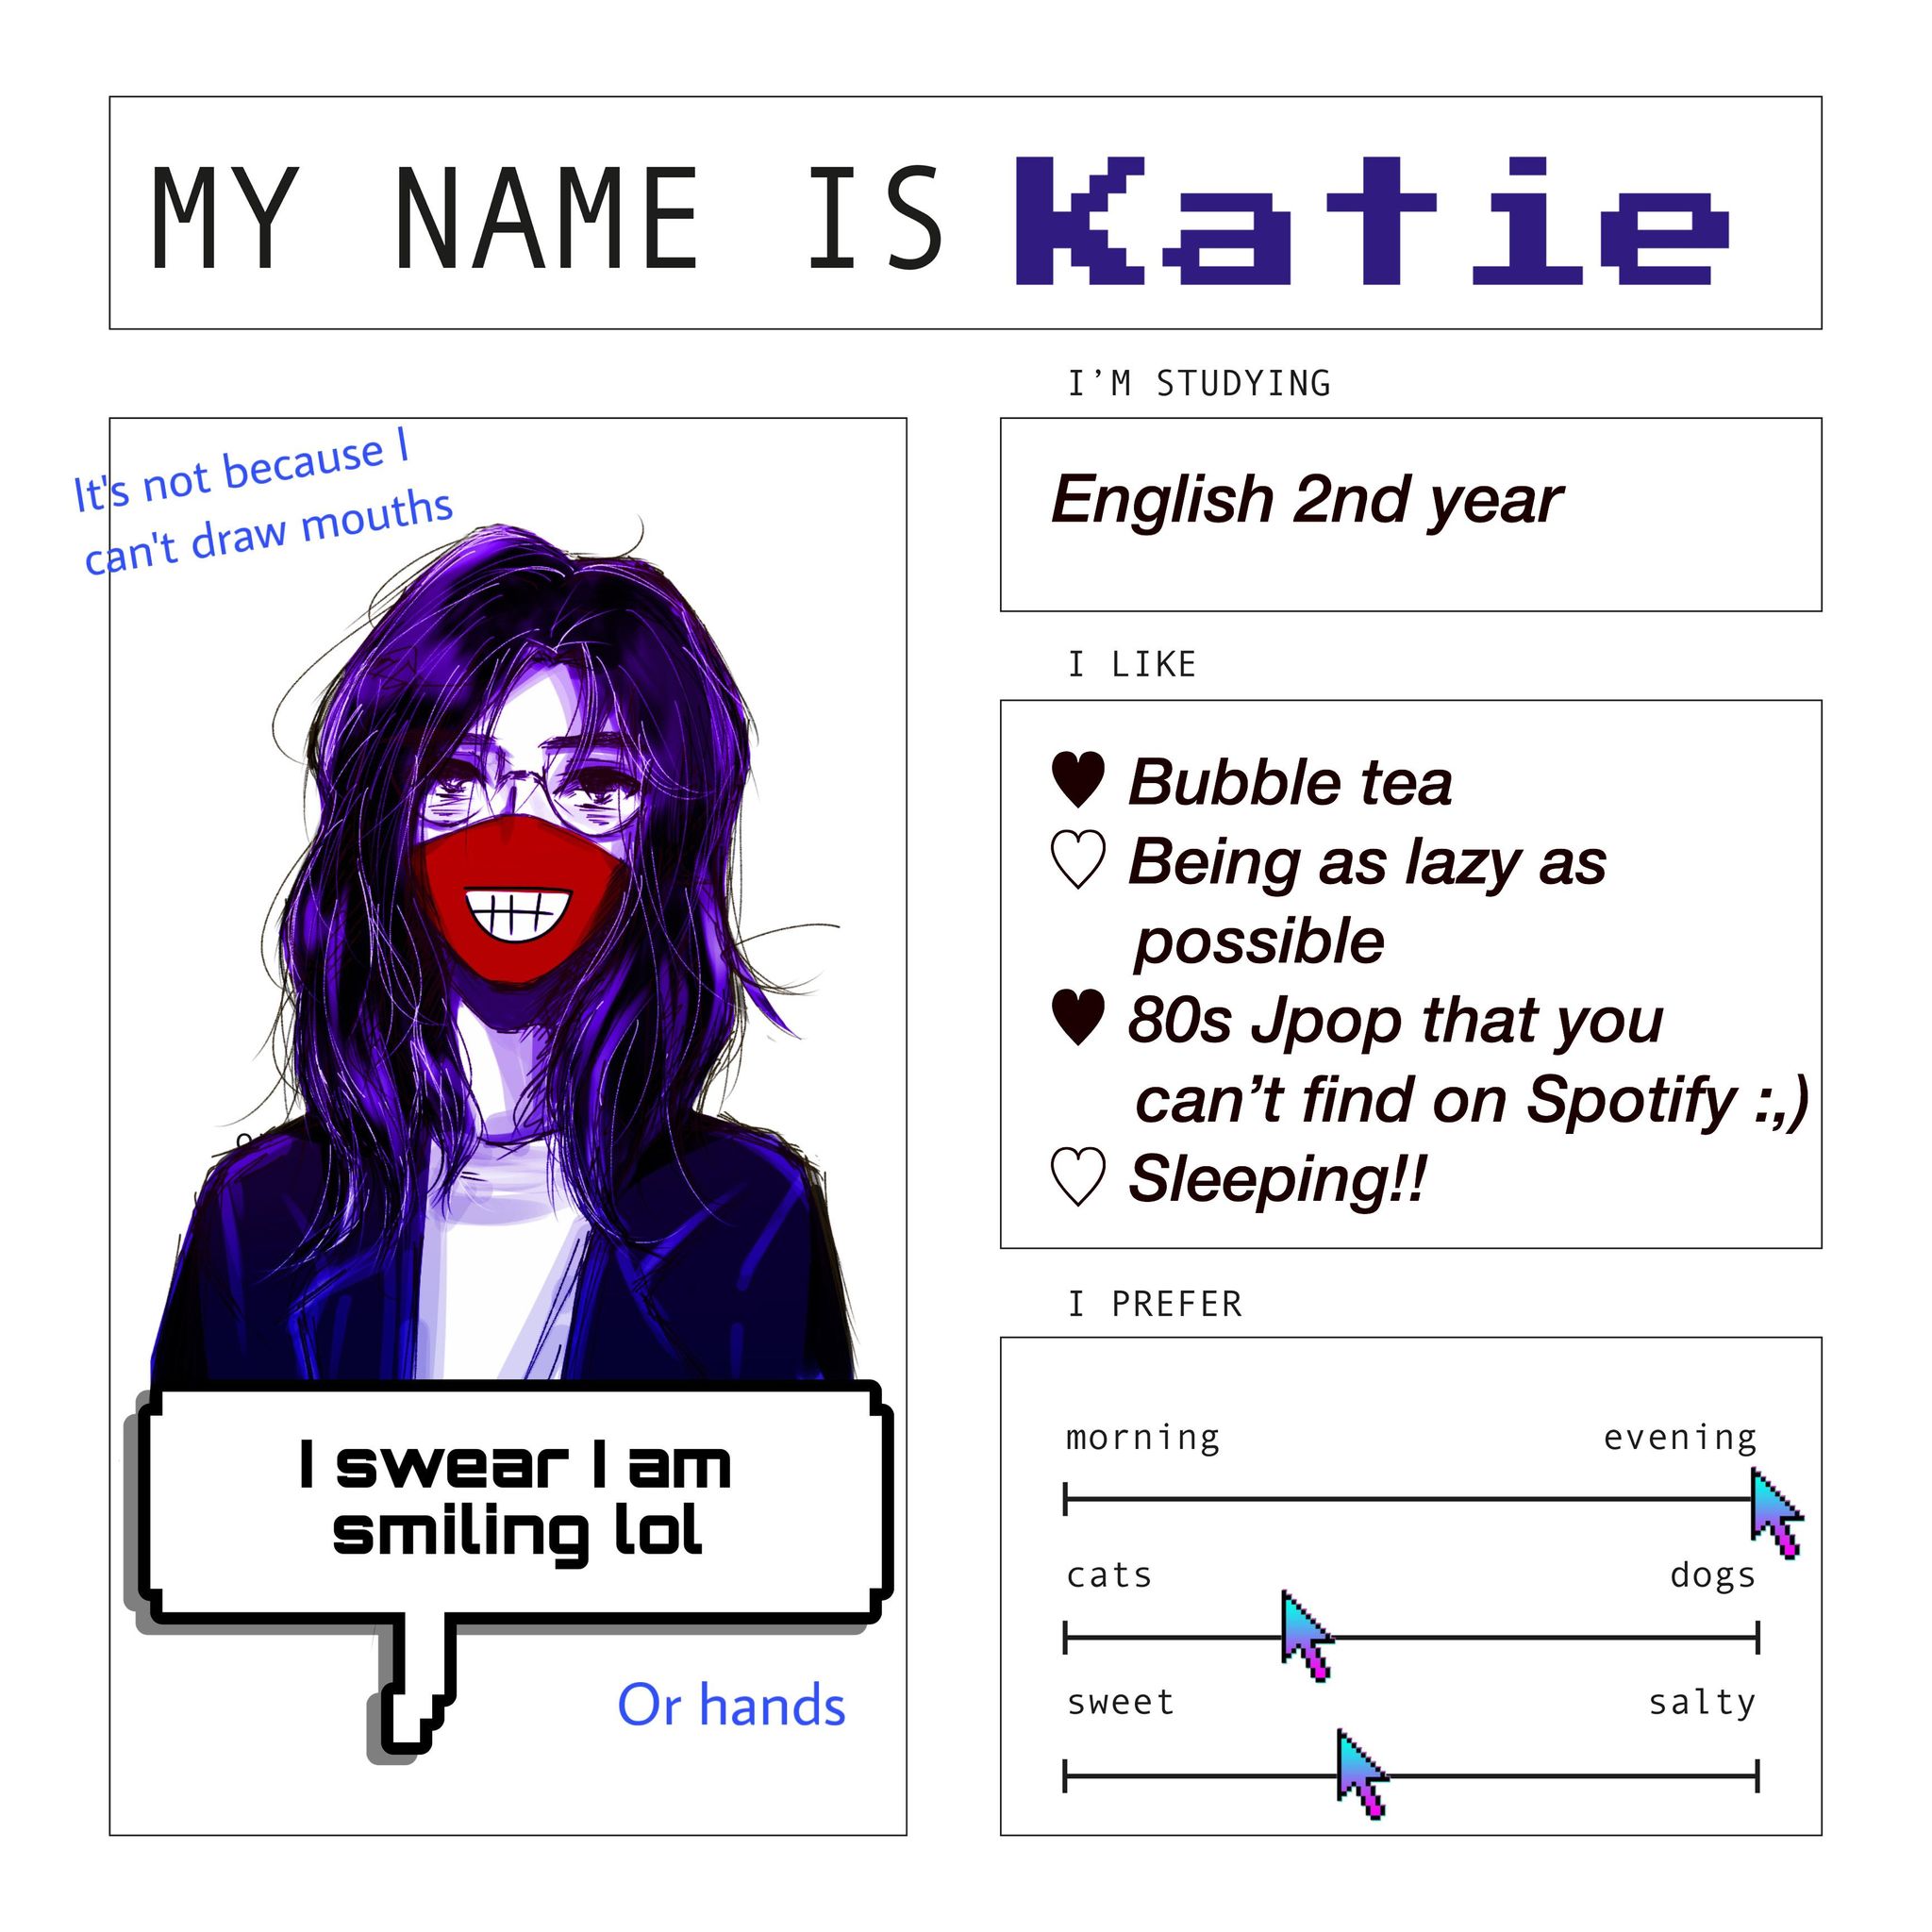 MY NAME IS Katie
It's not because I
can't draw mouths
I swear I am
smiling lol
Or hands
I'M STUDYING
English 2nd year
I LIKE
♥ Bubble tea
♡ Being as lazy as
possible
♥ 80s Jpop that you
can't find on Spotify :,)
♡ Sleeping!!
I PREFER
morning evening
cats dogs
sweet salty